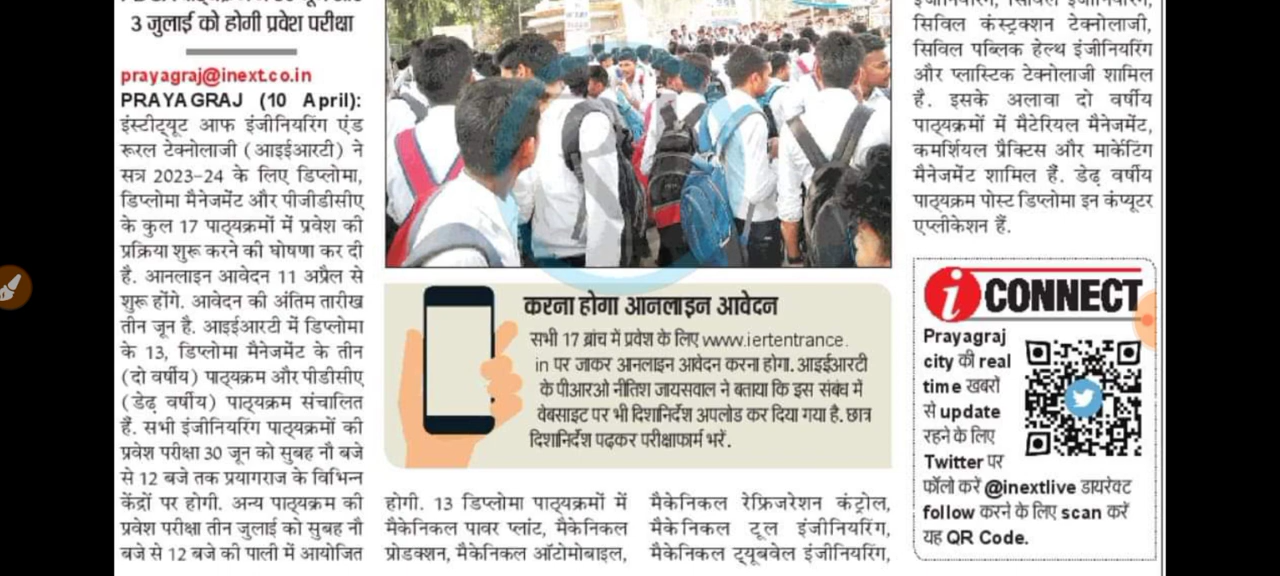 3 जुलाई को होगी प्रवेश परीक्षा
prayagraj@inext.co.in
PRAYAGRAJ (10 April):
इंस्टीट्यूट आफ इंजीनियरिंग एंड
रूरल टेक्नोलाजी (आइईआरटी) ने
सत्र 2023-24 के लिए डिप्लोमा,
डिप्लोमा मैनेजमेंट और पीजीडीसीए
के कुल 17 पाठ्यक्रमों में प्रवेश की
प्रक्रिया शुरू करने की घोषणा कर दी
है. आनलाइन आवेदन 11 अप्रैल से
शुरू होंगे. आवेदन की अंतिम तारीख
तीन जून है. आइईआरटी में डिप्लोमा
के 13, डिप्लोमा मैनेजमेंट के तीन
(दो वर्षीय) पाठ्यक्रम और पीडीसीए
(डेढ़ वर्षीय) पाठ्यक्रम संचालित
हैं. सभी इंजीनियरिंग पाठ्यक्रमों की
प्रवेश परीक्षा 30 जून को सुबह नौ बजे
से 12 बजे तक प्रयागराज के विभिन्न
केंद्रों पर होगी. अन्य पाठ्यक्रम की
प्रवेश परीक्षा तीन जुलाई को सुबह नौ
बजे से 12 बजे की पाली में आयोजित
करना होगा आनलाइन आवेदन
सभी 17 ब्रांच में प्रवेश के लिए www.iertentrance.
in पर जाकर आनलाइन आवेदन करना होगा. आइईआरटी
के पीआरओ नीतिश जायसवाल ने बताया कि इस संबंध में
वेबसाइट पर भी दिशानिर्देश अपलोड कर दिया गया है. छात्र
दिशानिर्देश पढ़कर परीक्षाफार्म भरें.
होगी. 13 डिप्लोमा पाठ्यक्रमों में
मैकेनिकल पावर प्लांट, मैकेनिकल
प्रोडक्शन, मैकेनिकल ऑटोमोबाइल,
मैकेनिकल रेफ्रिजरेशन कंट्रोल,
मैकेनिकल टूल इंजीनियरिंग,
मैकेनिकल ट्यूबवेल इंजीनियरिंग,
इंजीनियरिंग, सिविल इंजीनियरिंग,
सिविल कंस्ट्रक्शन टेक्नोलाजी,
सिविल पब्लिक हेल्थ इंजीनियरिंग
और प्लास्टिक टेक्नोलाजी शामिल
है. इसके अलावा दो वर्षीय
पाठ्यक्रमों में मैटेरियल मैनेजमेंट,
कमर्शियल प्रैक्टिस और मार्केटिंग
मैनेजमेंट शामिल हैं. डेढ़ वर्षीय
पाठ्यक्रम पोस्ट डिप्लोमा इन कंप्यूटर
एप्लीकेशन हैं.
i CONNECT
Prayagraj
city की real
time खबरों
से update
रहने के लिए
Twitter पर
फॉलो करें @inextlive डायरेक्ट
follow करने के लिए scan करें
यह QR Code.